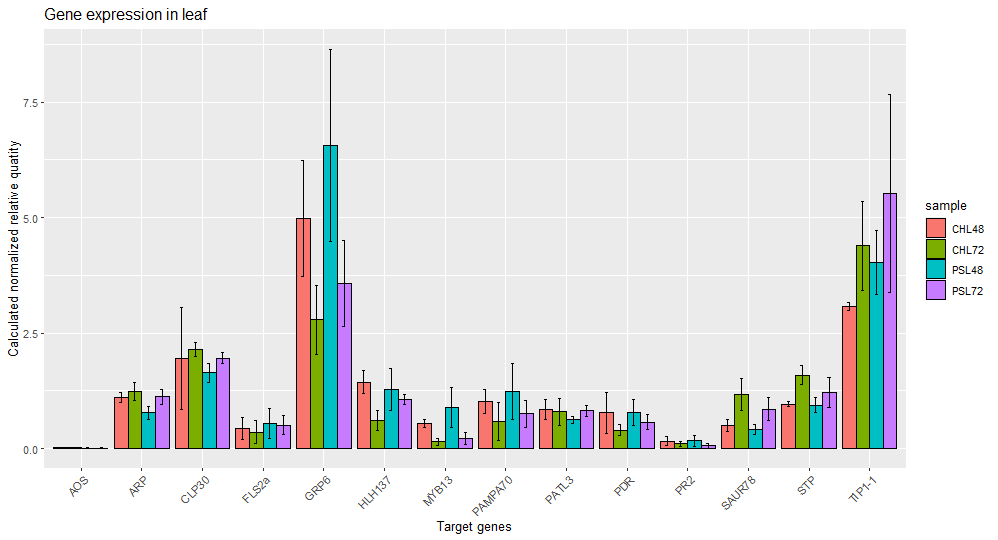 Gene expression in leaf
Calculated normalized relative quatity
7.5
5.0
2.5
0.0
AOS
ARP
CLP30
FLS2a
GRP6
HLH137
MYB13
PAMPA70
PATL3
PDR
PR2
SAUR78
STP
TIP1-1
Target genes
sample
CHL48
CHL72
PSL48
PSL72